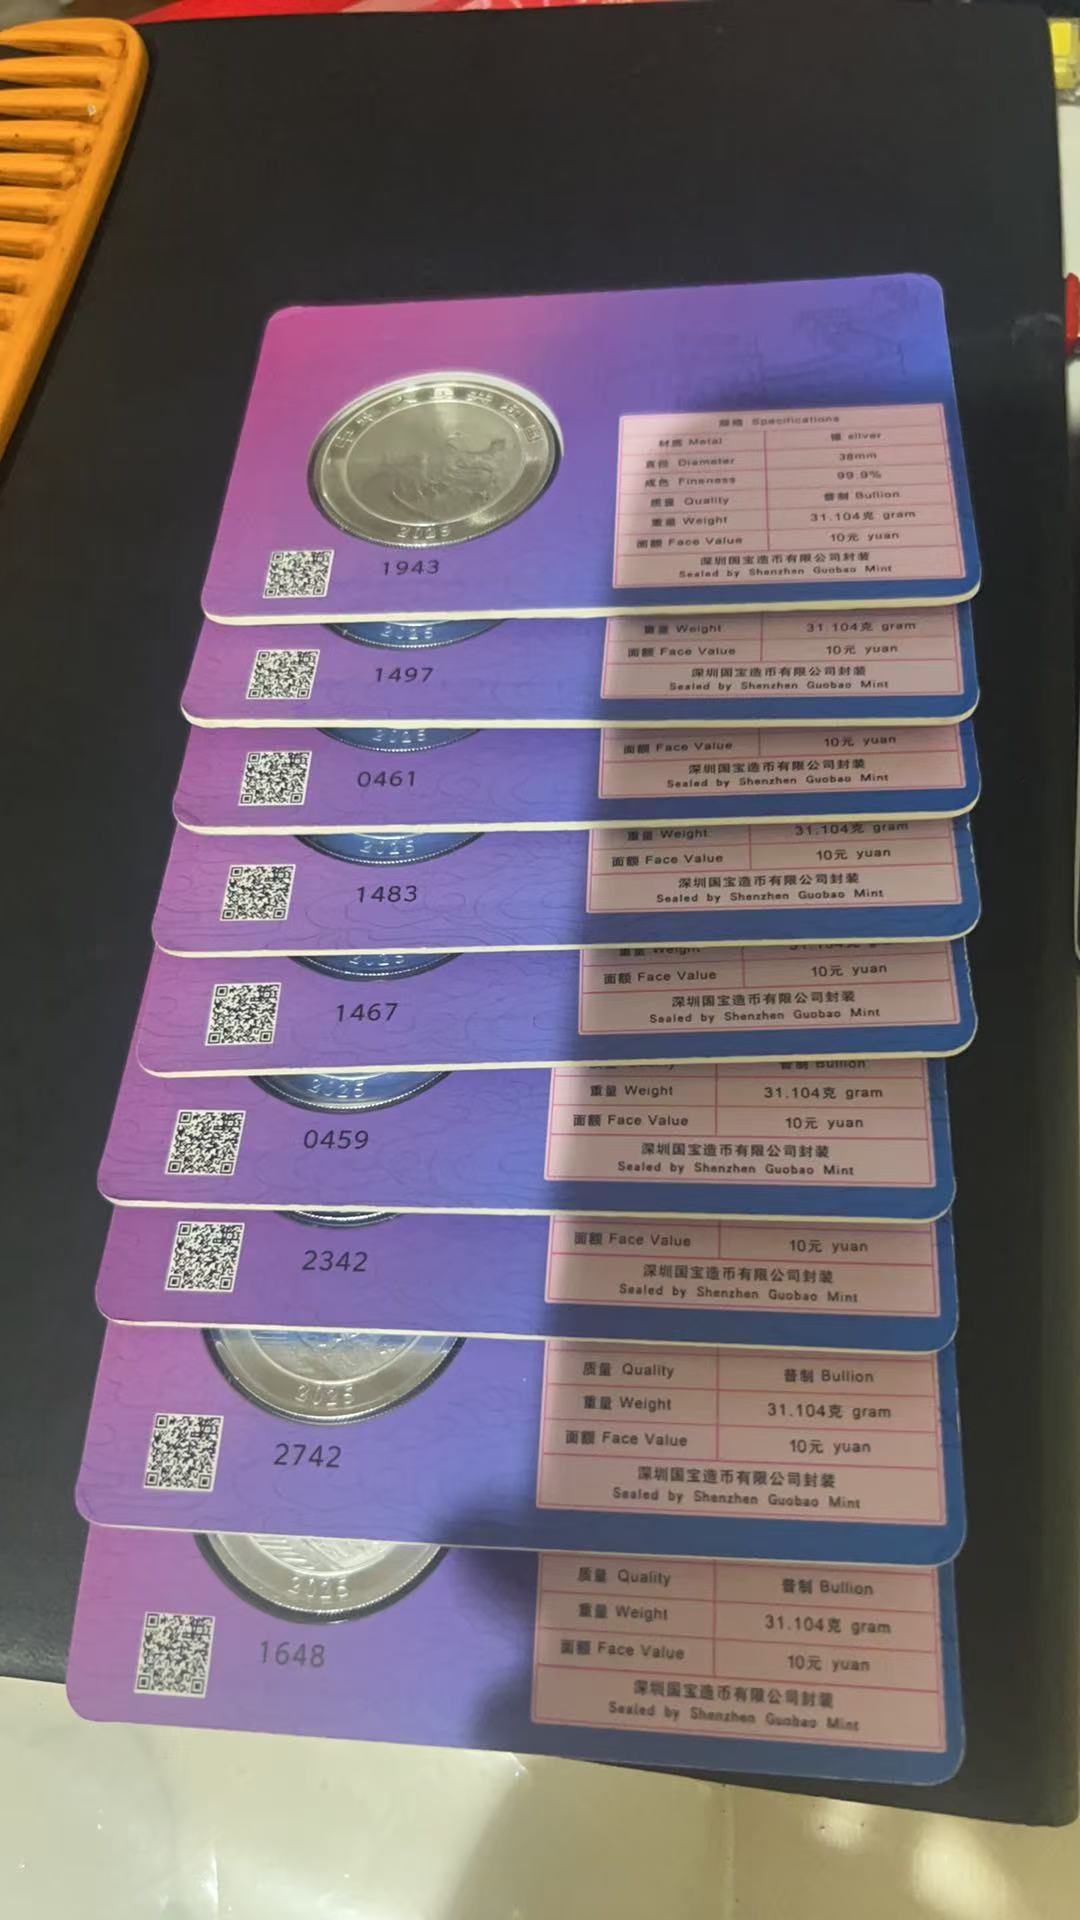 2025
1943
规格 Specifications
材质 Metal 银 silver
直径 Diameter 38mm
成色 Fineness 99.9%
质量 Quality 普制 Bullion
重量 Weight 31.104克 gram
面额 Face Value 10元 yuan
深圳国宝造币有限公司封装
Sealed by Shenzhen Guobao Mint
2025
1497
重量 Weight 31.104克 gram
面额 Face Value 10元 yuan
深圳国宝造币有限公司封装
Sealed by Shenzhen Guobao Mint
2025
0461
面额 Face Value 10元 yuan
深圳国宝造币有限公司封装
Sealed by Shenzhen Guobao Mint
2025
1483
重量 Weight 31.104克 gram
面额 Face Value 10元 yuan
深圳国宝造币有限公司封装
Sealed by Shenzhen Guobao Mint
2025
1467
重量 Weight
面额 Face Value 10元 yuan
深圳国宝造币有限公司封装
Sealed by Shenzhen Guobao Mint
2025
0459
普制 Bullion
重量 Weight 31.104克 gram
面额 Face Value 10元 yuan
深圳国宝造币有限公司封装
Sealed by Shenzhen Guobao Mint
2342
面额 Face Value 10元 yuan
深圳国宝造币有限公司封装
Sealed by Shenzhen Guobao Mint
2025
2742
质量 Quality 普制 Bullion
重量 Weight 31.104克 gram
面额 Face Value 10元 yuan
深圳国宝造币有限公司封装
Sealed by Shenzhen Guobao Mint
2025
1648
质量 Quality 普制 Bullion
重量 Weight 31.104克 gram
面额 Face Value 10元 yuan
深圳国宝造币有限公司封装
Sealed by Shenzhen Guobao Mint